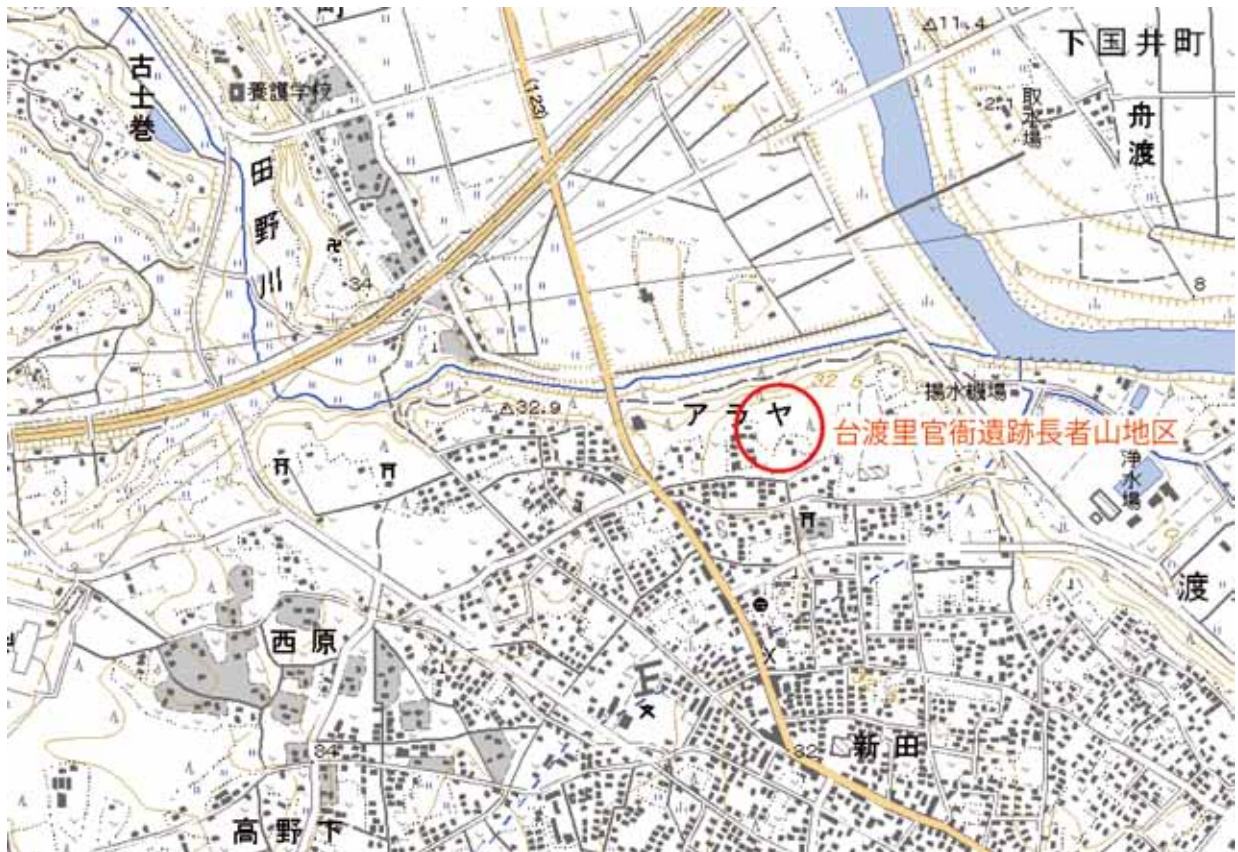 町
△11.4
下国井町
古士巻
養護学校
(123)
2.1
取水場
舟渡
田野川
34
8
△32.9
アラヤ
揚水機場
台渡里官衙遺跡長者山地区
浄水場
渡
西原
34
32
新田
高野下